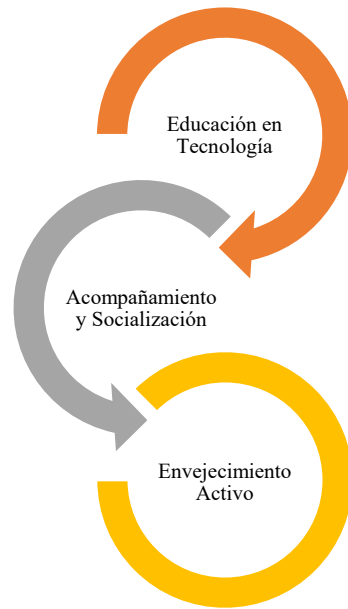 Educación en
Tecnología
Acompañamiento
y Socialización
Envejecimiento
Activo